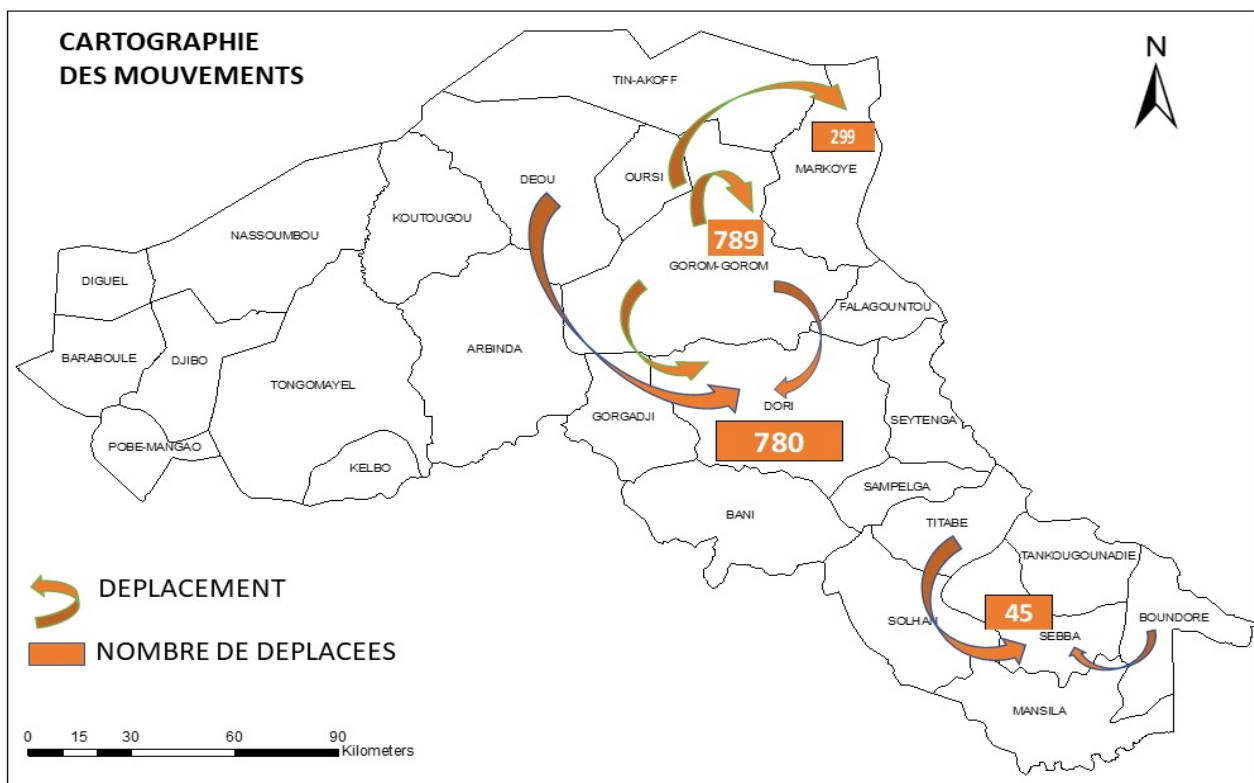 CARTOGRAPHIE
DES MOUVEMENTS
N
TIN-AKOFF
299
MARKOYE
OURSI
DEOU
KOUTOUGOU
NASSOUMBOU
789
GOROM-GOROM
DIGUEL
FALAGOUNTOU
BARABOULE
DJIBO
ARBINDA
TONGOMAYEL
DORI
GORGADJI
SEYTENGA
780
POBE-MANGAO
KELBO
SAMPELGA
BANI
TITABE
TANKOUGOUNADIE
45
SOLHAN
SEBBA
BOUNDORE
MANSILA
DEPLACEMENT
NOMBRE DE DEPLACEES
0 15 30 60 90
Kilometers